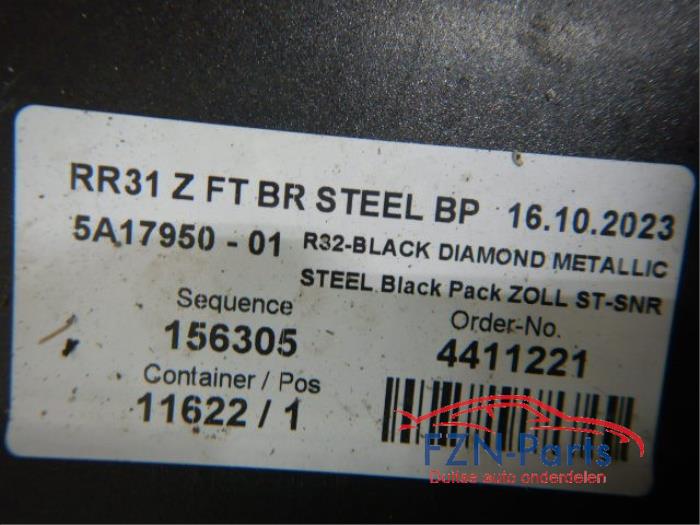 RR31 Z FT BR STEEL BP 16.10.2023
5A17950 - 01 R32-BLACK DIAMOND METALLIC
STEEL Black Pack ZOLL ST-SNR
Sequence
156305
Order-No.
4411221
Container / Pos
11622 / 1
FZN-Parts
Duitse auto onderdelen